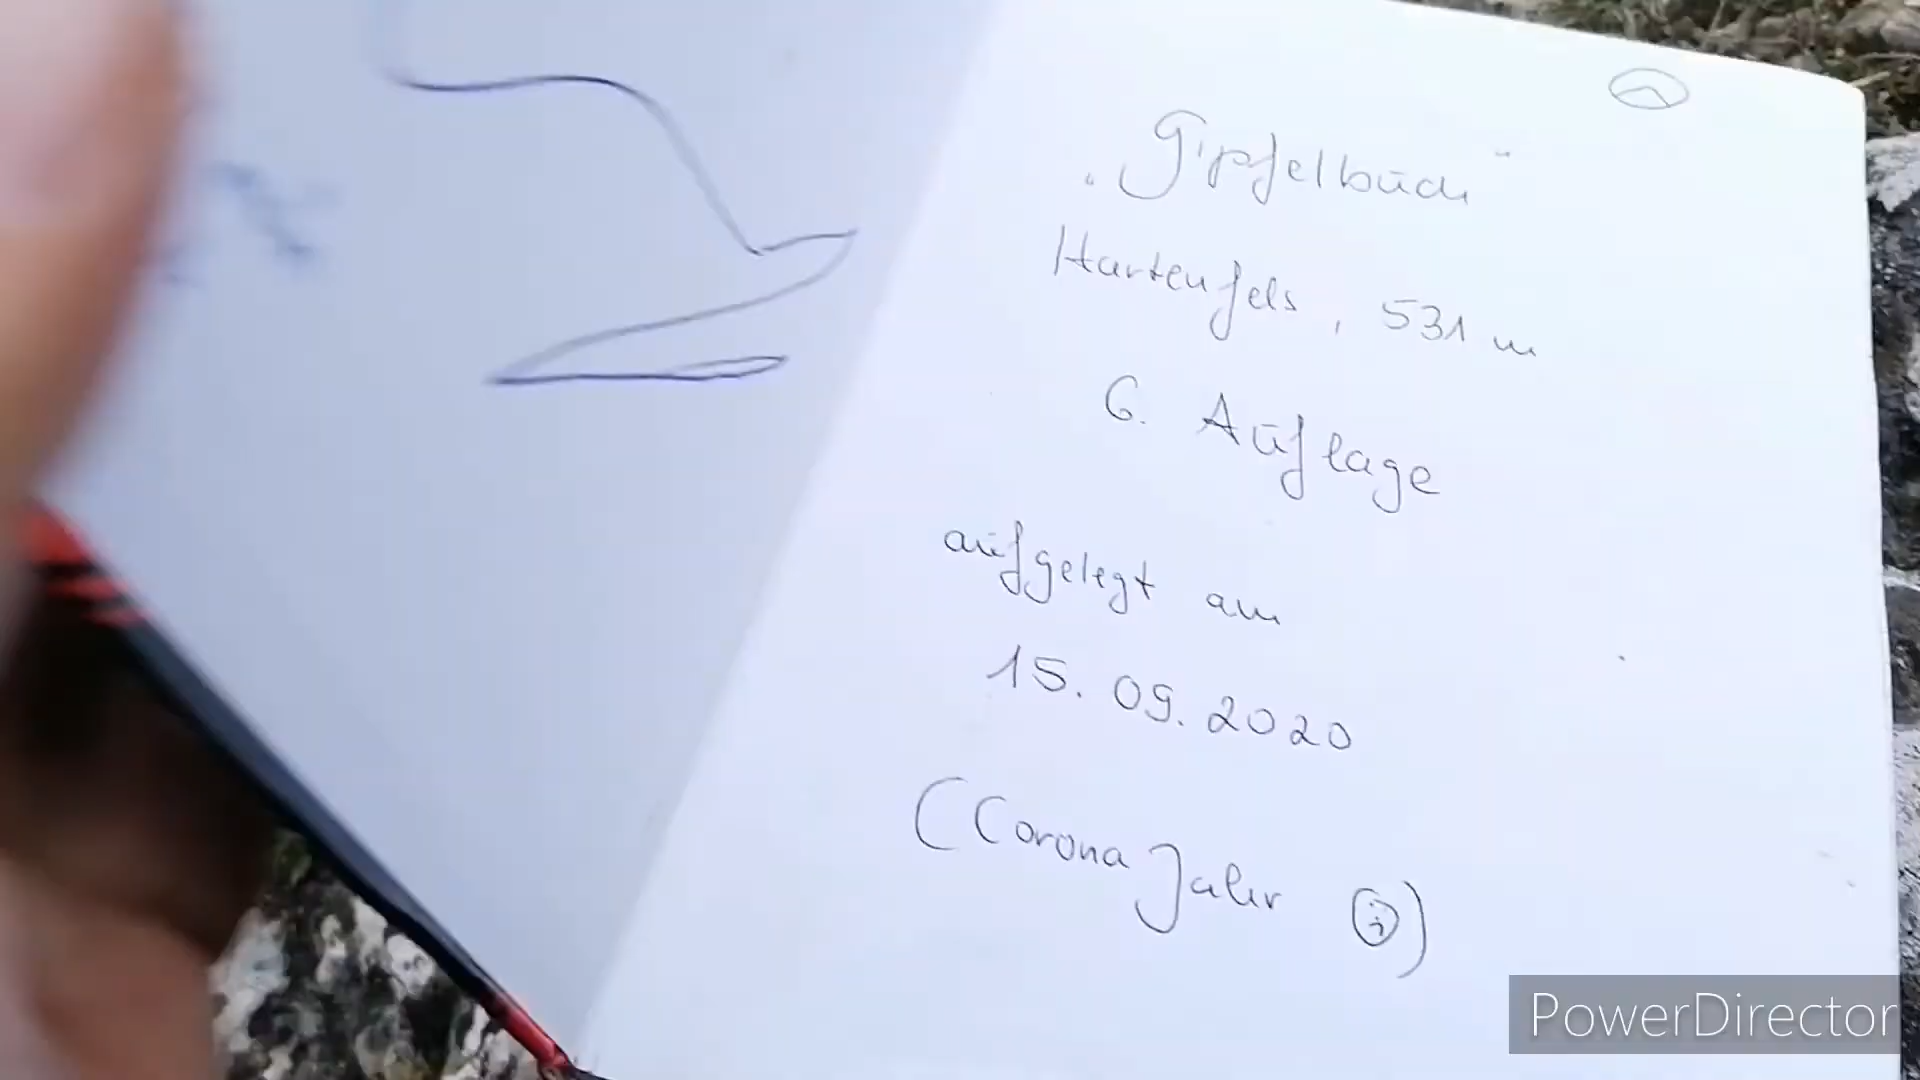 „Gipfelbuch"
Hartenfels, 531 m
6. Auflage
aufgelegt am
15.09.2020
(Corona Jahr ☹)
PowerDirector